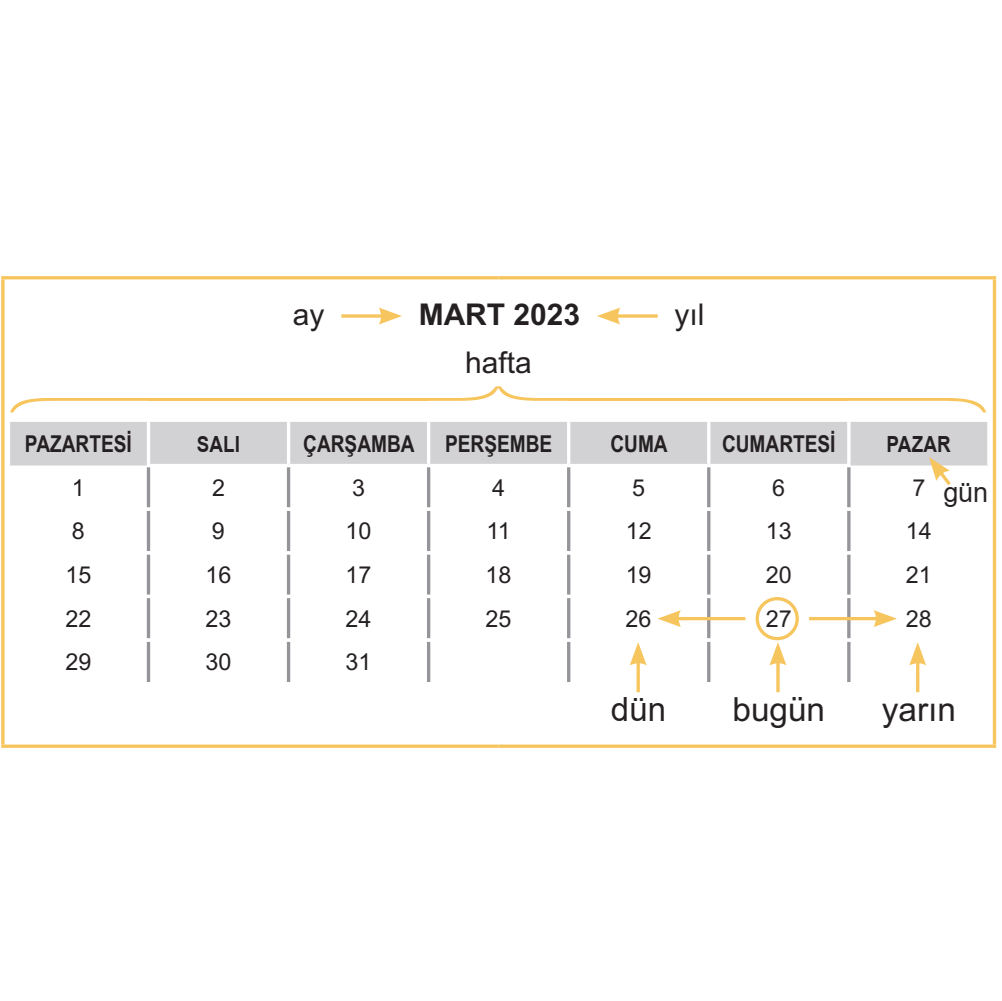 ay MART 2023 yıl
hafta
PAZARTESİ SALI ÇARŞAMBA PERŞEMBE CUMA CUMARTESİ PAZAR
1 2 3 4 5 6 7 gün
8 9 10 11 12 13 14
15 16 17 18 19 20 21
22 23 24 25 26 27 28
29 30 31
dün bugün yarın